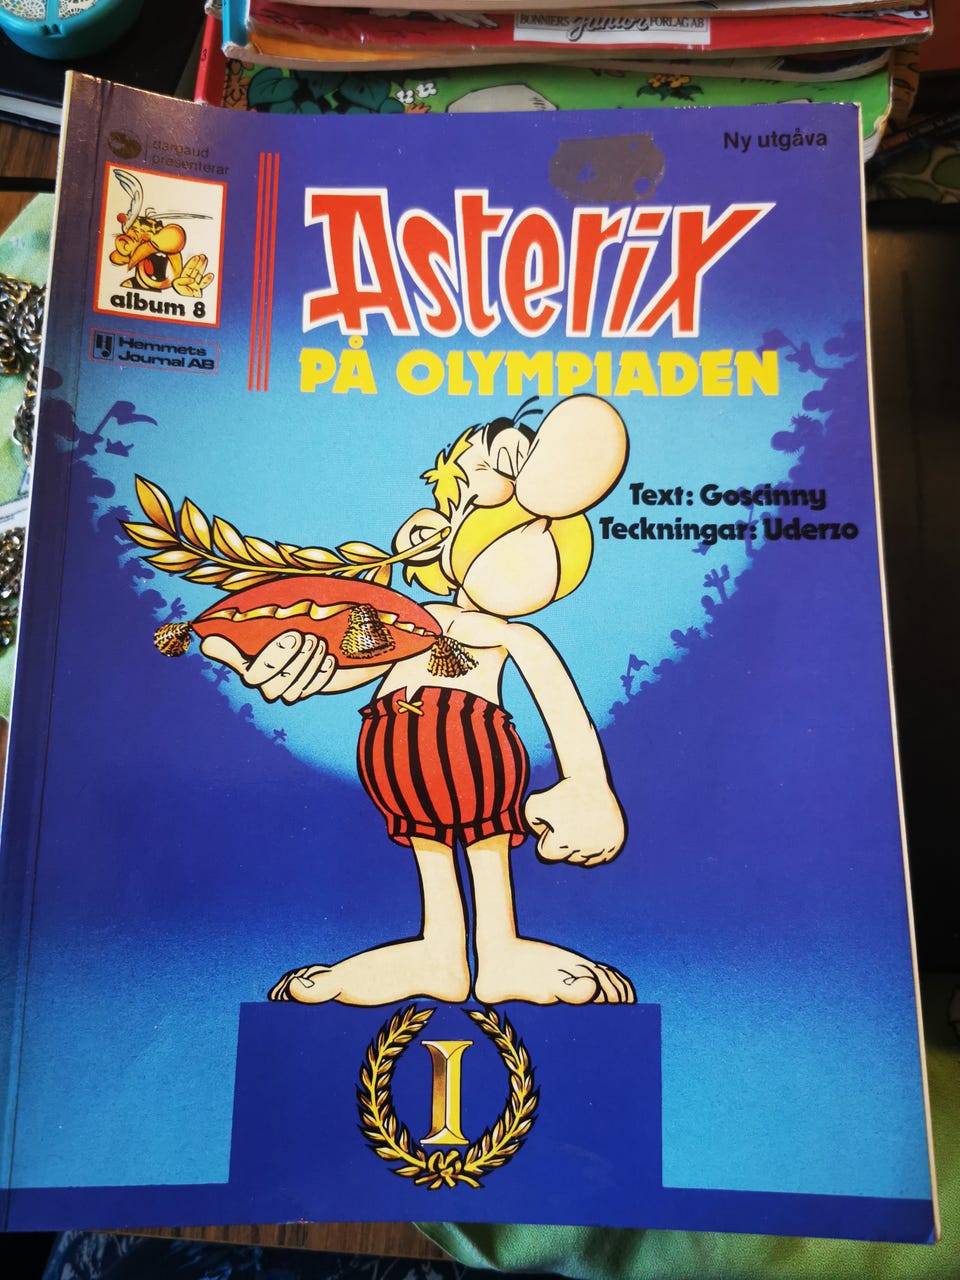 BONNIERS Junior FÖRLAG AB
dargaud
presenterar
Ny utgåva
album 8
Hemmets
Journal AB
Asterix
PÅ OLYMPIADEN
Text: Goscinny
Teckningar: Uderzo
I